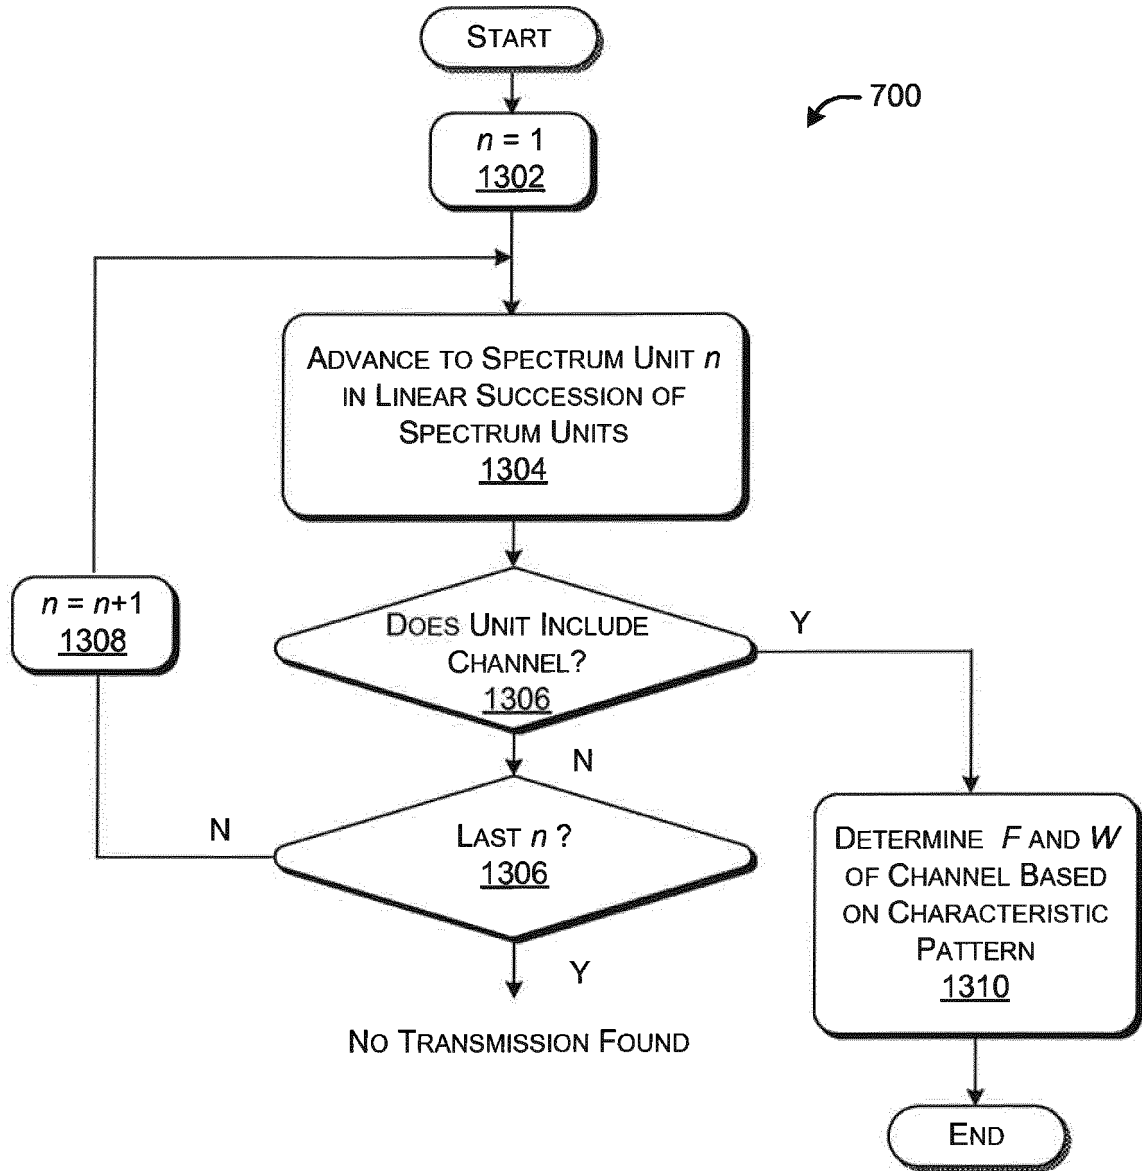 START
700
n = 1
1302
ADVANCE TO SPECTRUM UNIT n
IN LINEAR SUCCESSION OF
SPECTRUM UNITS
1304
n = n+1
1308
DOES UNIT INCLUDE
CHANNEL?
1306
Y
N
LAST n ?
1306
N
Y
NO TRANSMISSION FOUND
DETERMINE F AND W
OF CHANNEL BASED
ON CHARACTERISTIC
PATTERN
1310
END